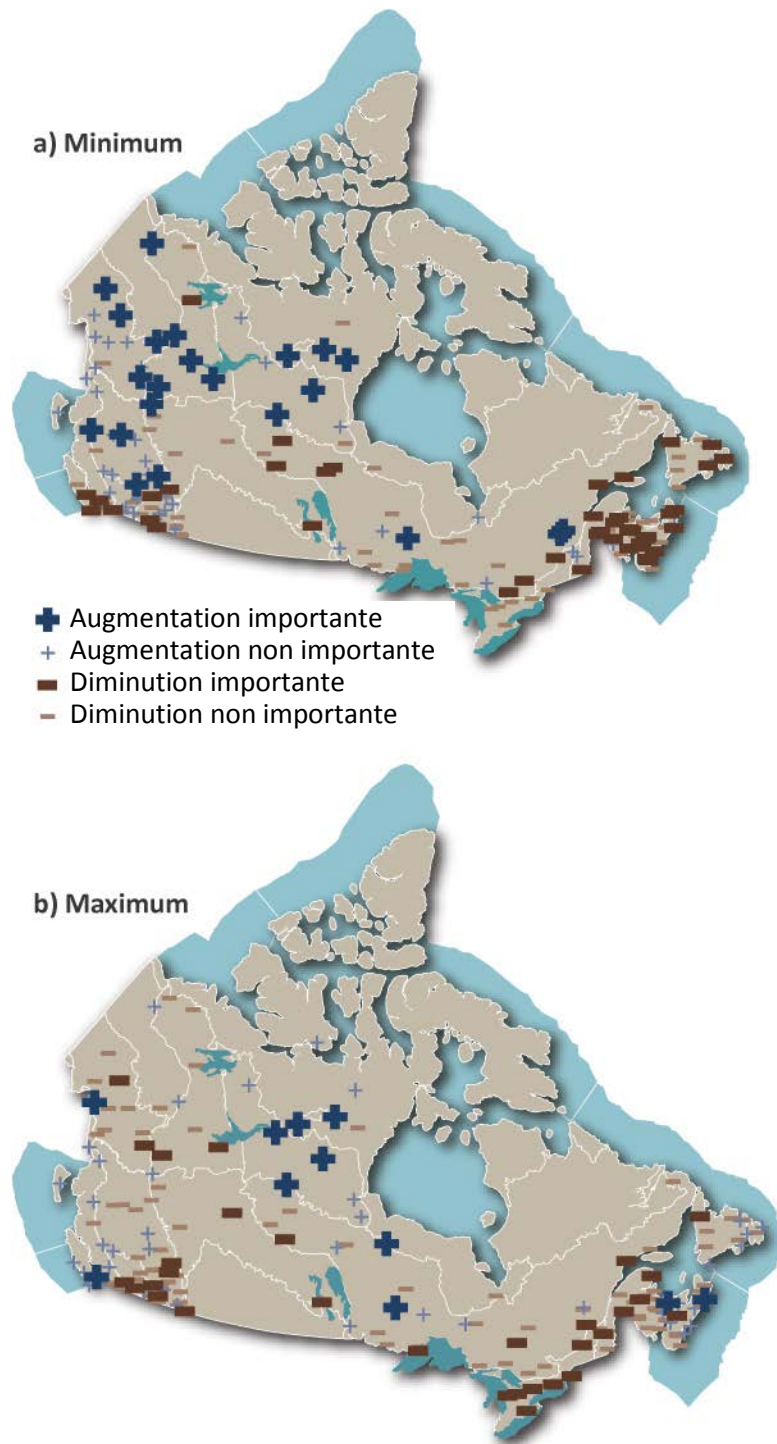 a) Minimum
Augmentation importante
Augmentation non importante
Diminution importante
Diminution non importante
b) Maximum